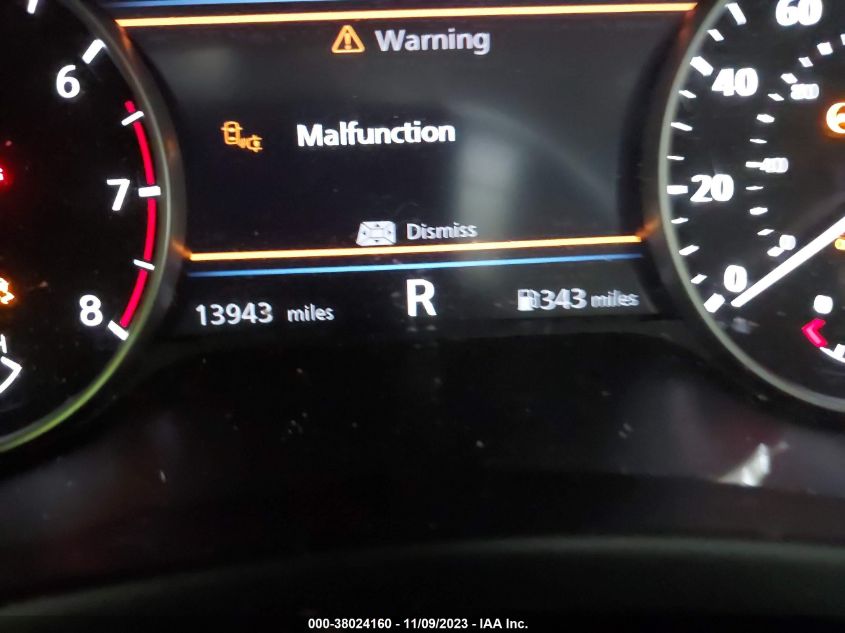 Warning
Malfunction
Dismiss
13943 miles
R
343 miles
6
7
8
H
60
40
20
0
0
000-38024160 - 11/09/2023 - IAA Inc.